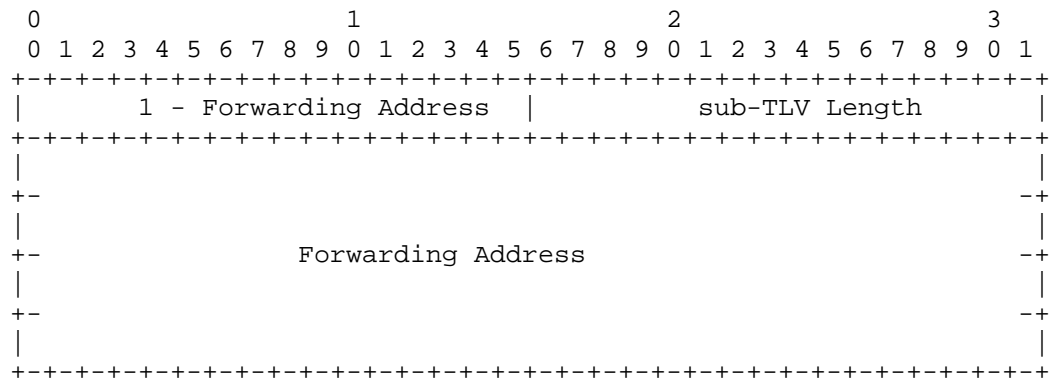 0                   1                   2                   3
 0 1 2 3 4 5 6 7 8 9 0 1 2 3 4 5 6 7 8 9 0 1 2 3 4 5 6 7 8 9 0 1
+-+-+-+-+-+-+-+-+-+-+-+-+-+-+-+-+-+-+-+-+-+-+-+-+-+-+-+-+-+-+-+-+
|       1 - Forwarding Address  |          sub-TLV Length       |
+-+-+-+-+-+-+-+-+-+-+-+-+-+-+-+-+-+-+-+-+-+-+-+-+-+-+-+-+-+-+-+-+
|                                                               |
+-                                                             -+
|                                                               |
+-                Forwarding Address                           -+
|                                                               |
+-                                                             -+
|                                                               |
+-+-+-+-+-+-+-+-+-+-+-+-+-+-+-+-+-+-+-+-+-+-+-+-+-+-+-+-+-+-+-+-+